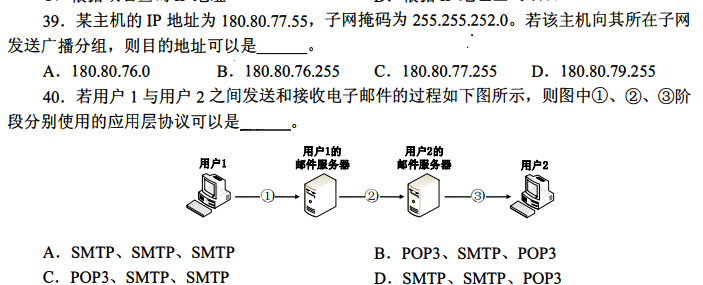 39．某主机的 IP 地址为 180.80.77.55，子网掩码为 255.255.252.0。若该主机向其所在子网
发送广播分组，则目的地址可以是______。
A．180.80.76.0 B．180.80.76.255 C．180.80.77.255 D．180.80.79.255
40．若用户 1 与用户 2 之间发送和接收电子邮件的过程如下图所示，则图中①、②、③阶
段分别使用的应用层协议可以是______。
用户1
用户1的
邮件服务器
用户2的
邮件服务器
用户2
① ② ③
A．SMTP、SMTP、SMTP B．POP3、SMTP、POP3
C．POP3、SMTP、SMTP D．SMTP、SMTP、POP3